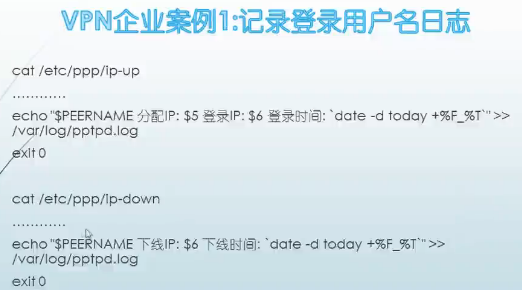 VPN企业案例1:记录登录用户名日志
cat /etc/ppp/ip-up
............
echo "$PEERNAME 分配IP: $5 登录IP: $6 登录时间: `date -d today +%F_%T`" >>
/var/log/pptpd.log
exit 0
cat /etc/ppp/ip-down
............
echo "$PEERNAME 下线IP: $6 下线时间: `date -d today +%F_%T`" >>
/var/log/pptpd.log
exit 0